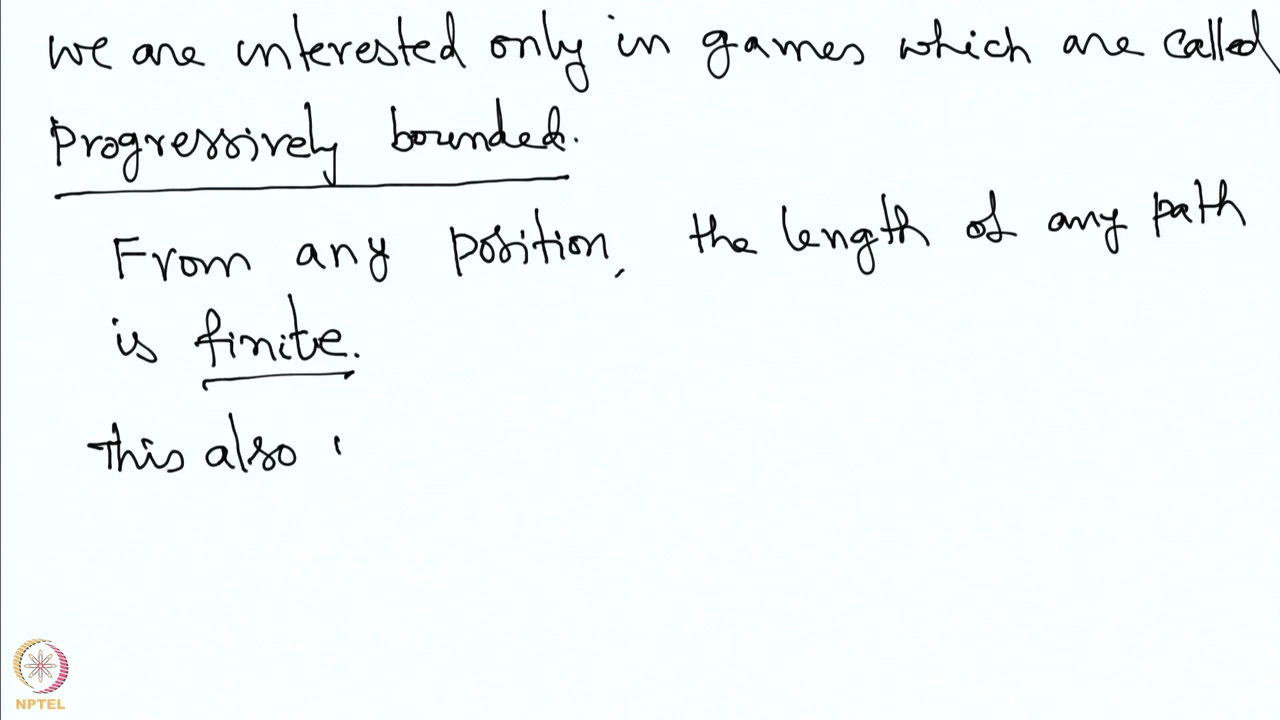 we are interested only in games which are called
Progressively bounded.
From any position, the length of any path
is finite.
This also
NPTEL